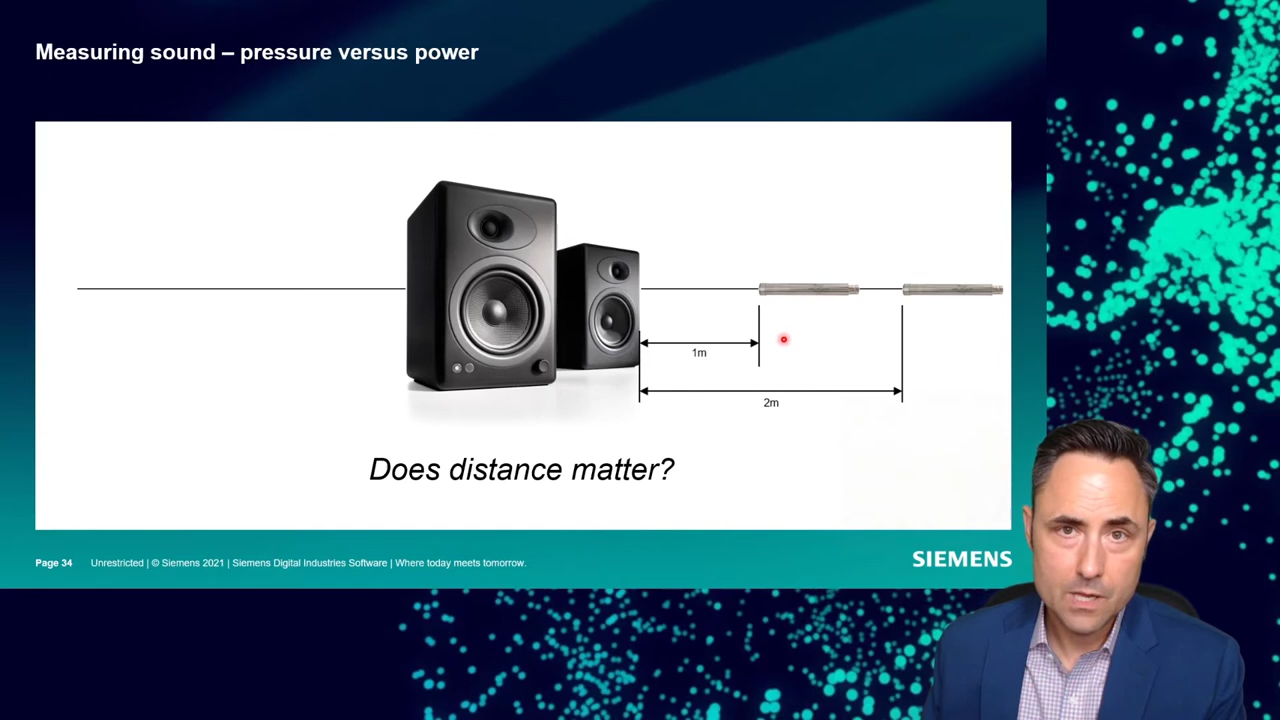 Measuring sound – pressure versus power
1m
2m
Does distance matter?
Page 34 Unrestricted | © Siemens 2021 | Siemens Digital Industries Software | Where today meets tomorrow.
SIEMENS